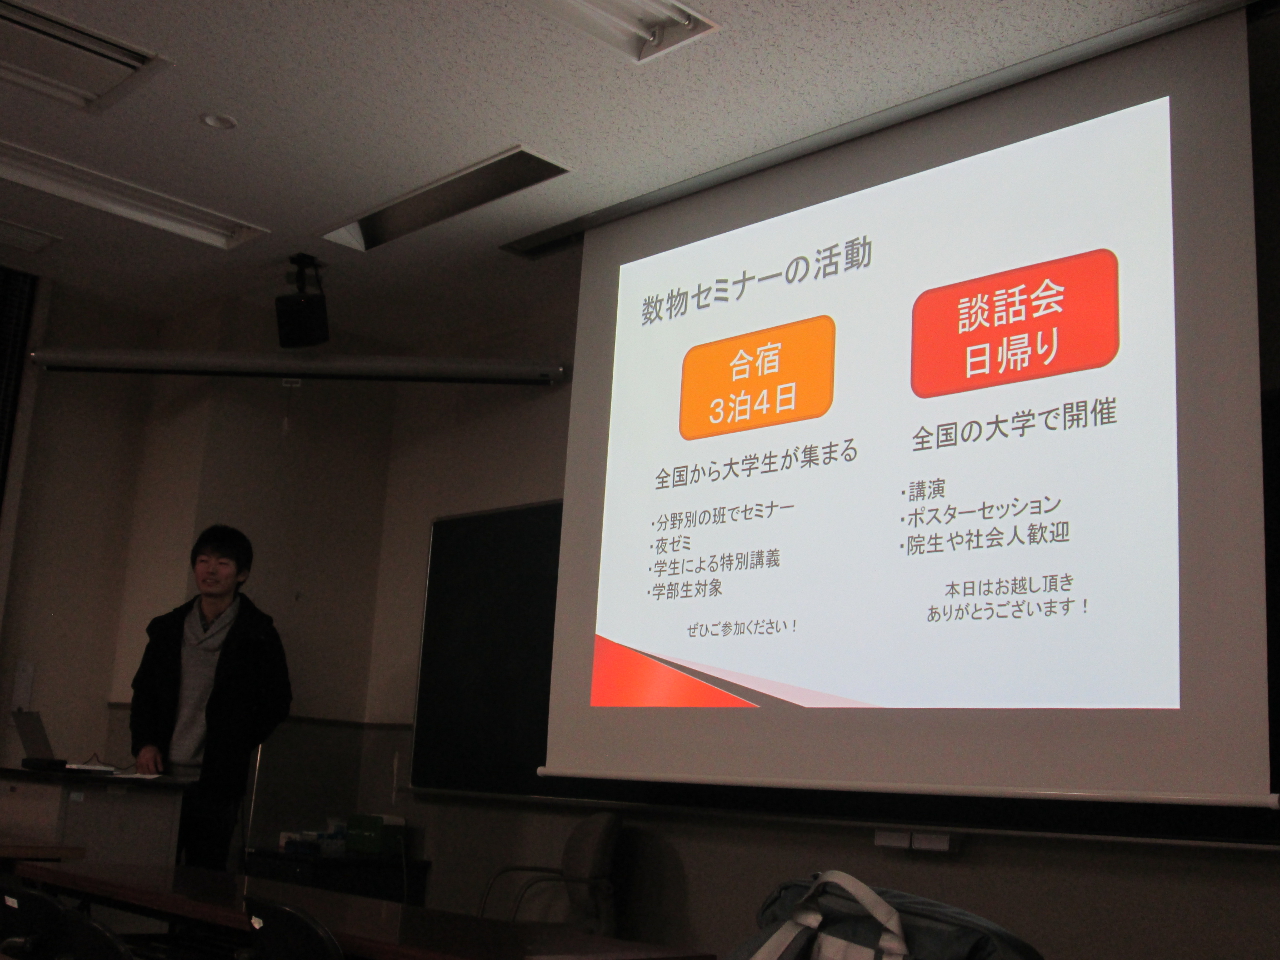 数物セミナーの活動
合宿
3泊4日
全国から大学生が集まる
・分野別の班でセミナー
・夜ゼミ
・学生による特別講義
・学部生対象
ぜひご参加ください！
談話会
日帰り
全国の大学で開催
・講演
・ポスターセッション
・院生や社会人歓迎
本日はお越し頂き
ありがとうございます！